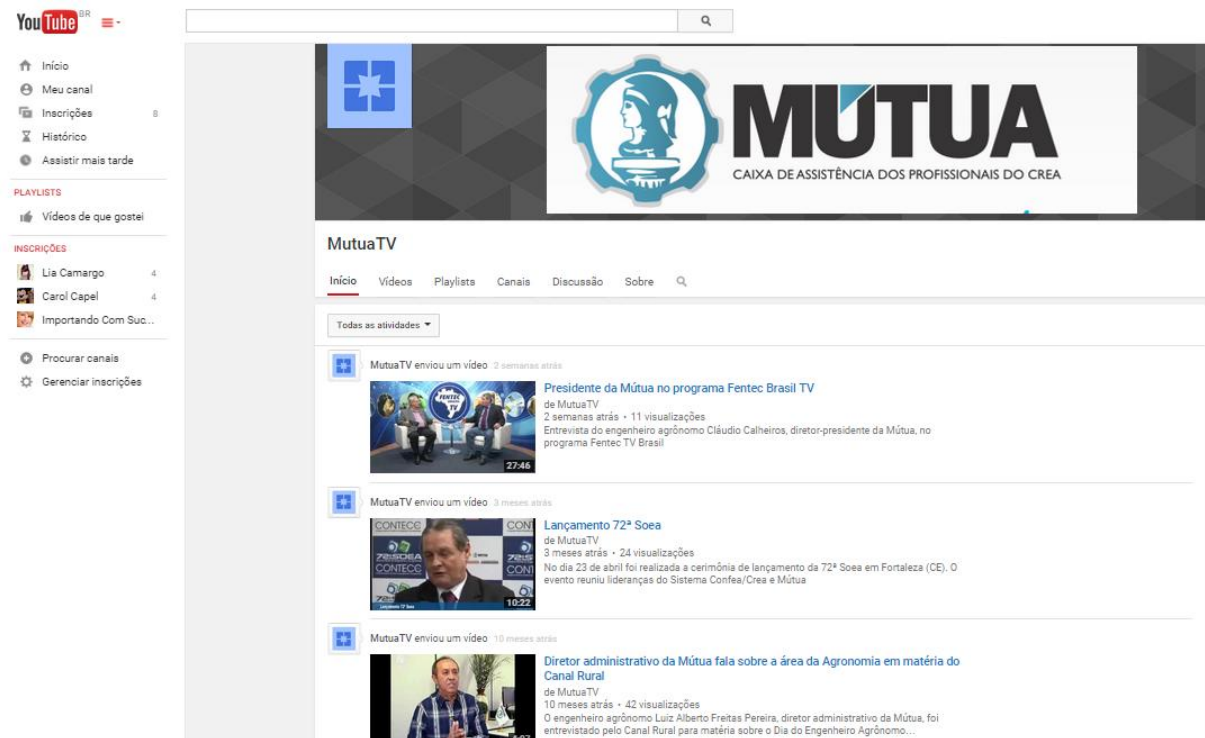 YouTube BR
Início
Meu canal
Inscrições 8
Histórico
Assistir mais tarde
PLAYLISTS
Vídeos de que gostei
INSCRIÇÕES
Lia Camargo 4
Carol Capel 4
Importando Com Suc...
Procurar canais
Gerenciar inscrições
MÚTUA
CAIXA DE ASSISTÊNCIA DOS PROFISSIONAIS DO CREA
MutuaTV
Início Vídeos Playlists Canais Discussão Sobre
Todas as atividades
MutuaTV enviou um vídeo 2 semanas atrás
FENTEC
TV
27:46
Presidente da Mútua no programa Fentec Brasil TV
de MutuaTV
2 semanas atrás • 11 visualizações
Entrevista do engenheiro agrônomo Cláudio Calheiros, diretor-presidente da Mútua, no
programa Fentec TV Brasil
MutuaTV enviou um vídeo 3 meses atrás
CONTECC CON
72ªSOEA
CONTECC CON
Lançamento 72ª Soea
10:22
Lançamento 72ª Soea
de MutuaTV
3 meses atrás • 24 visualizações
No dia 23 de abril foi realizada a cerimônia de lançamento da 72ª Soea em Fortaleza (CE). O
evento reuniu lideranças do Sistema Confea/Crea e Mútua
MutuaTV enviou um vídeo 10 meses atrás
Diretor administrativo da Mútua fala sobre a área da Agronomia em matéria do
Canal Rural
de MutuaTV
10 meses atrás • 42 visualizações
O engenheiro agrônomo Luiz Alberto Freitas Pereira, diretor administrativo da Mútua, foi
entrevistado pelo Canal Rural para matéria sobre o Dia do Engenheiro Agrônomo...